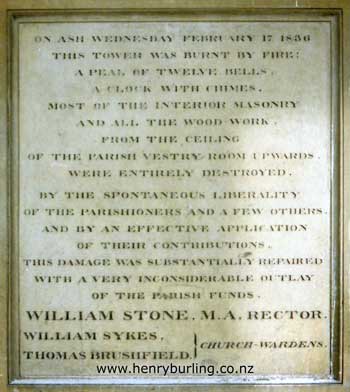 ON ASH WEDNESDAY FEBRUARY 17 1836
THIS TOWER WAS BURNT BY FIRE:
A PEAL OF TWELVE BELLS,
A CLOCK WITH CHIMES,
MOST OF THE INTERIOR MASONRY
AND ALL THE WOOD-WORK,
FROM THE CEILING
OF THE PARISH VESTRY-ROOM UPWARDS,
WERE ENTIRELY DESTROYED.
BY THE SPONTANEOUS LIBERALITY
OF THE PARISHIONERS AND A FEW OTHERS,
AND BY AN EFFECTIVE APPLICATION
OF THEIR CONTRIBUTIONS,
THIS DAMAGE WAS SUBSTANTIALLY REPAIRED
WITH A VERY INCONSIDERABLE OUTLAY
OF THE PARISH FUNDS.
WILLIAM STONE, M.A. RECTOR.
WILLIAM SYKES,
THOMAS BRUSHFIELD,
CHURCH-WARDENS.
www.henryburling.co.nz